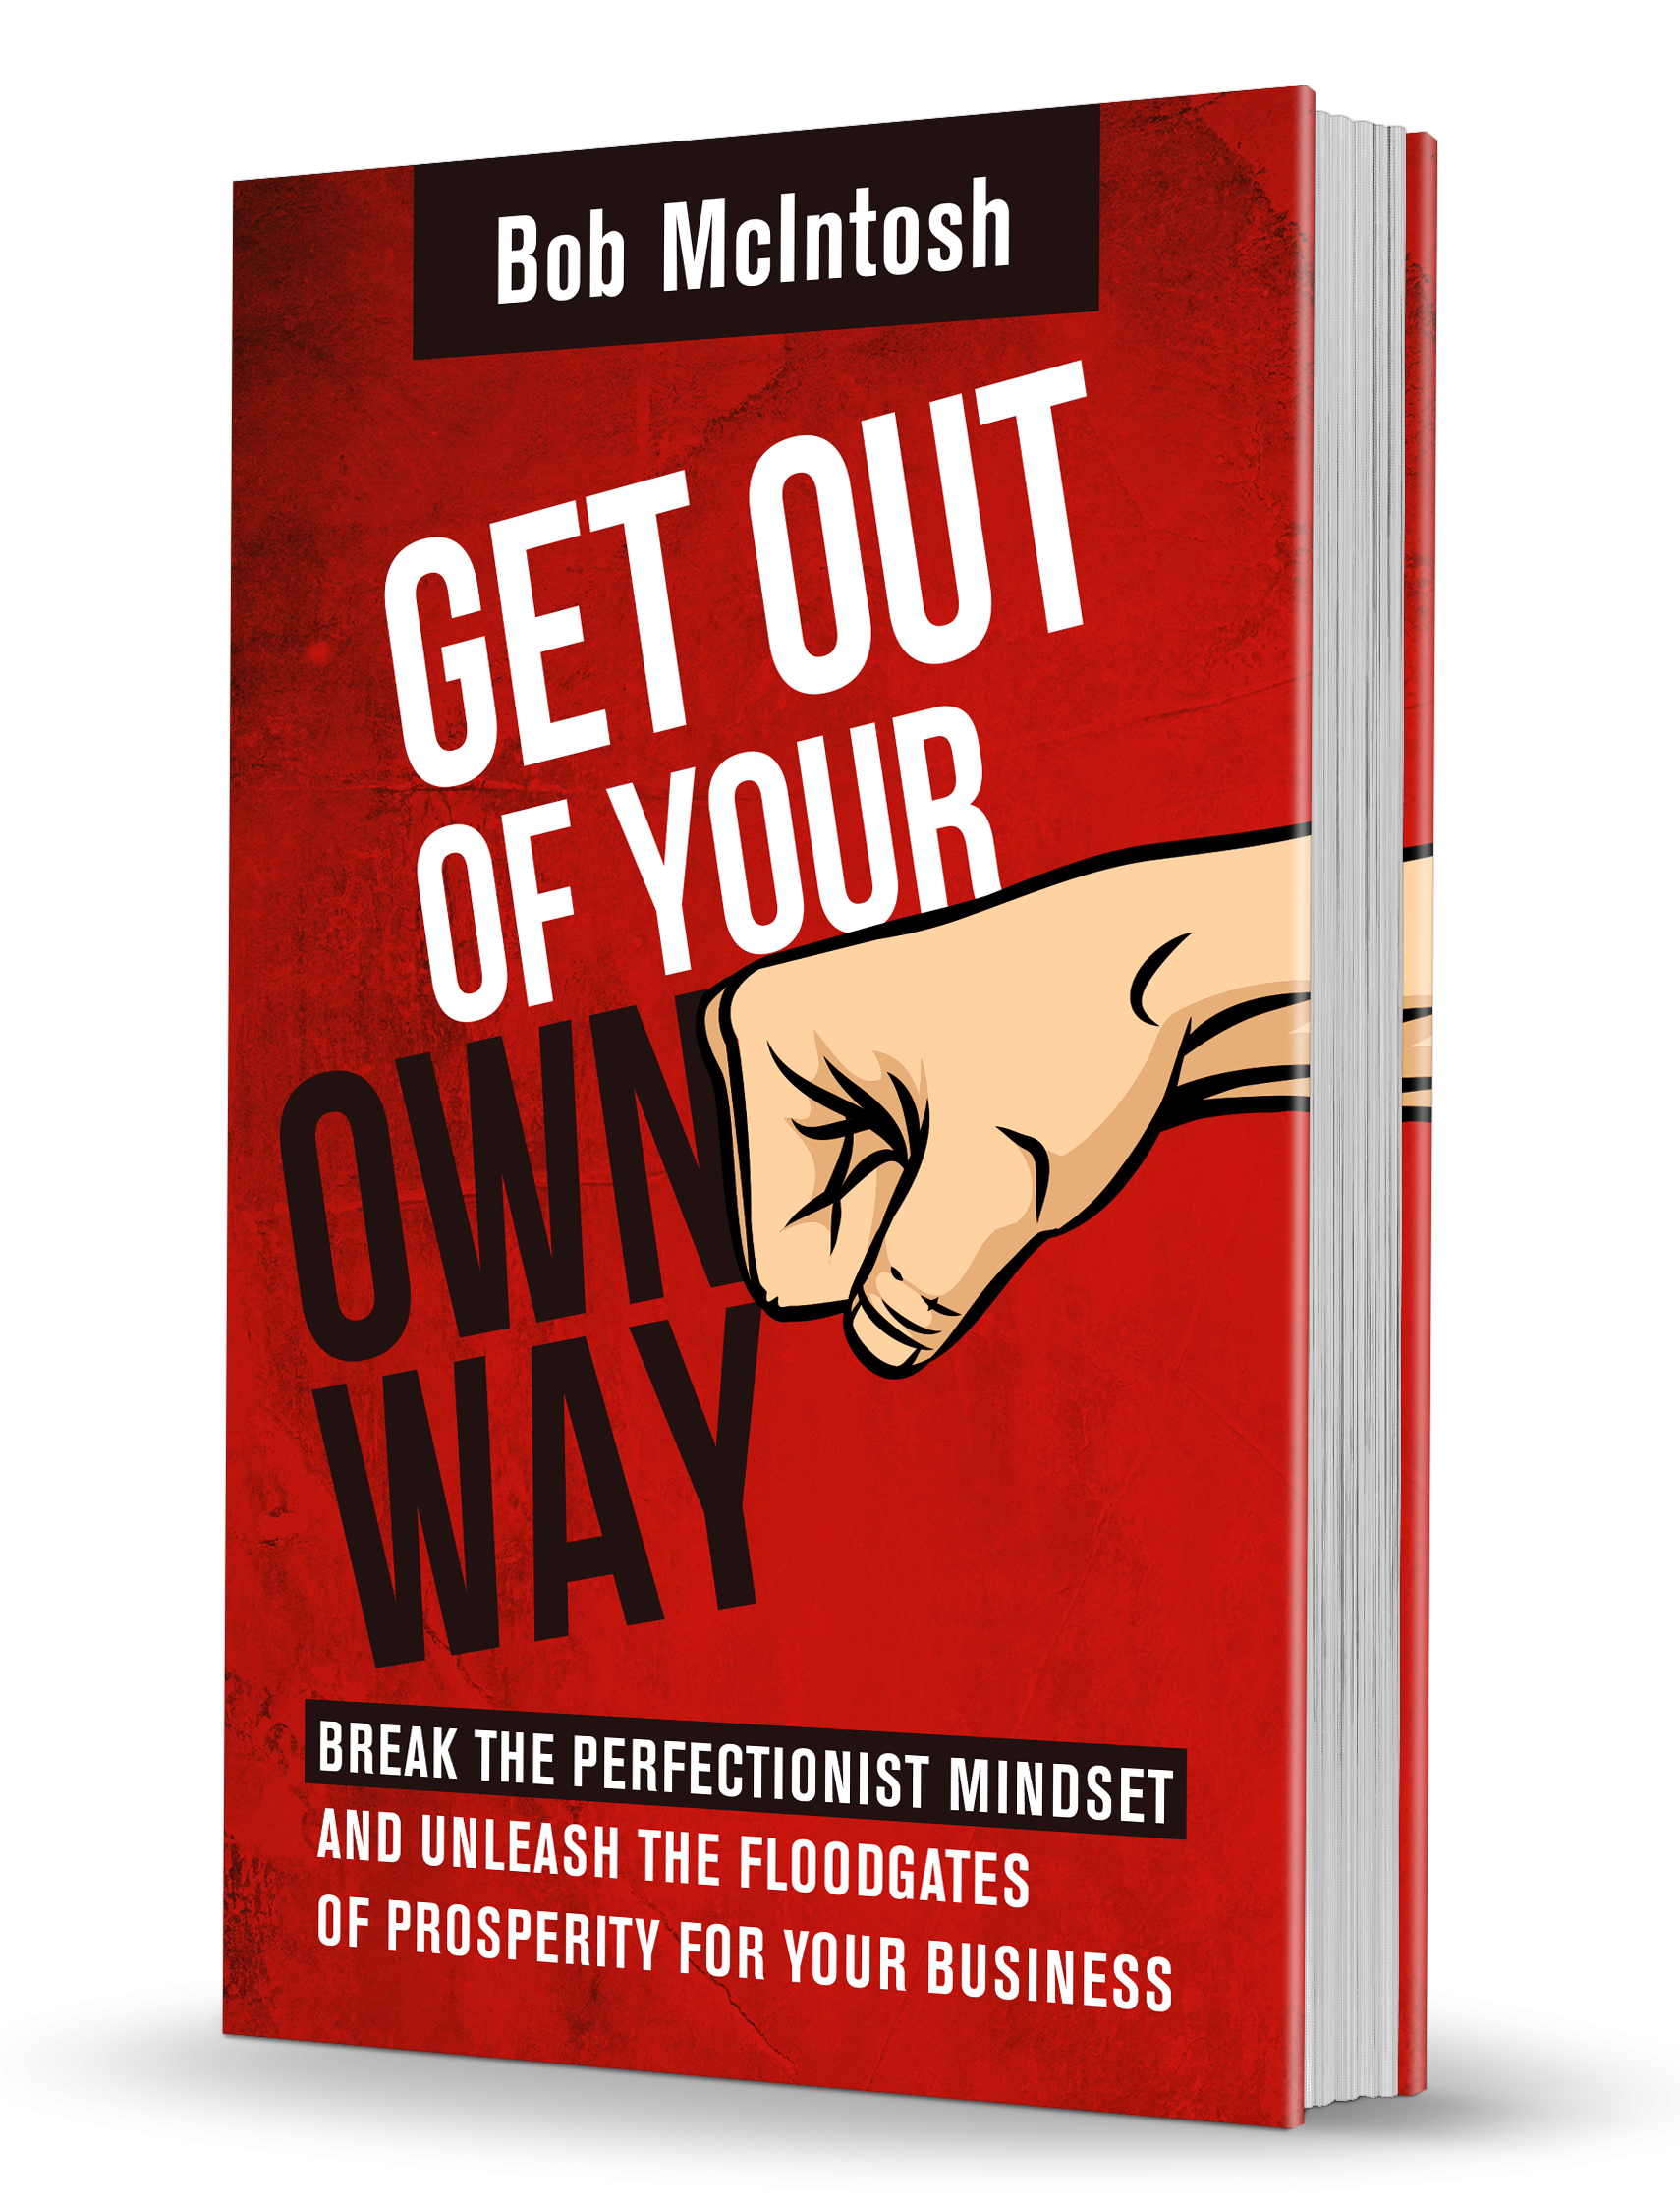 Bob McIntosh
GET OUT
OF YOUR
OWN
WAY
BREAK THE PERFECTIONIST MINDSET
AND UNLEASH THE FLOODGATES
OF PROSPERITY FOR YOUR BUSINESS